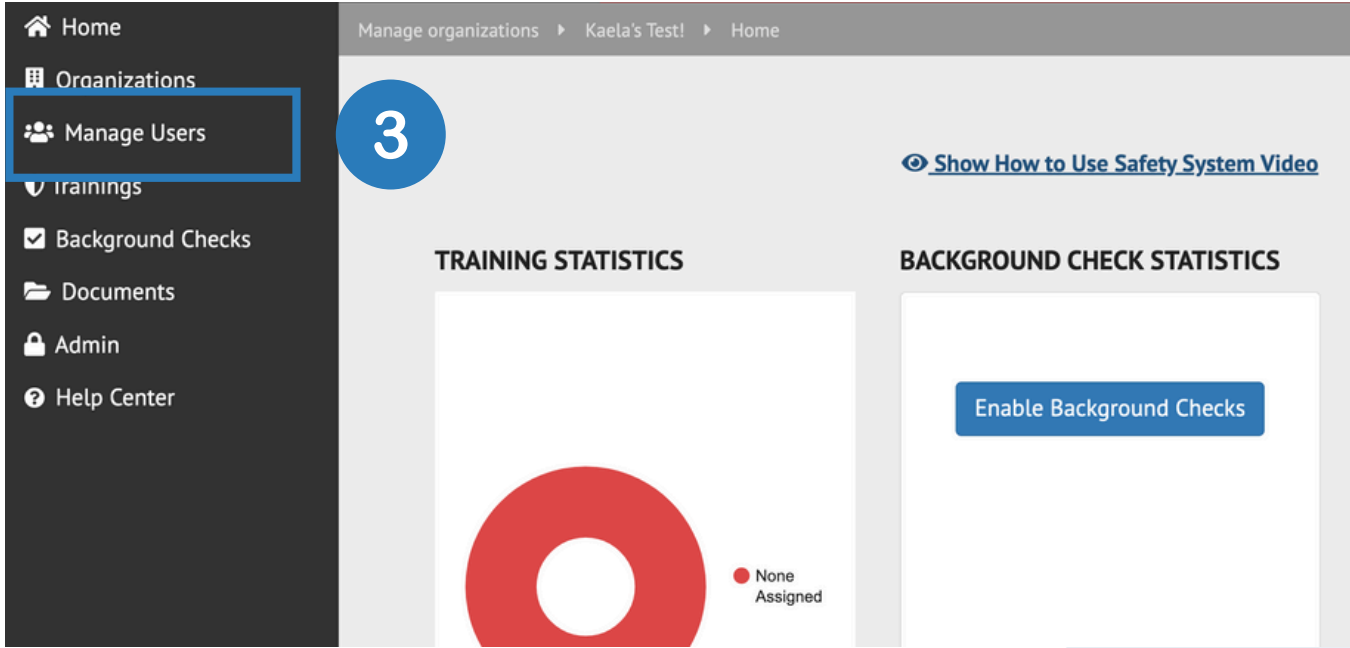 Home
Organizations
Manage Users
Trainings
Background Checks
Documents
Admin
Help Center
3
Manage organizations Kaela's Test! Home
Show How to Use Safety System Video
TRAINING STATISTICS
None
Assigned
BACKGROUND CHECK STATISTICS
Enable Background Checks